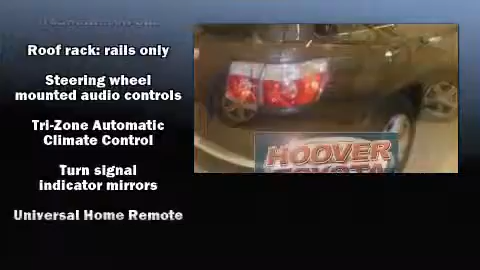 Roof rack: rails only
Steering wheel
mounted audio controls
Tri-Zone Automatic
Climate Control
Turn signal
indicator mirrors
Universal Home Remote
HOOVER
TOYOTA